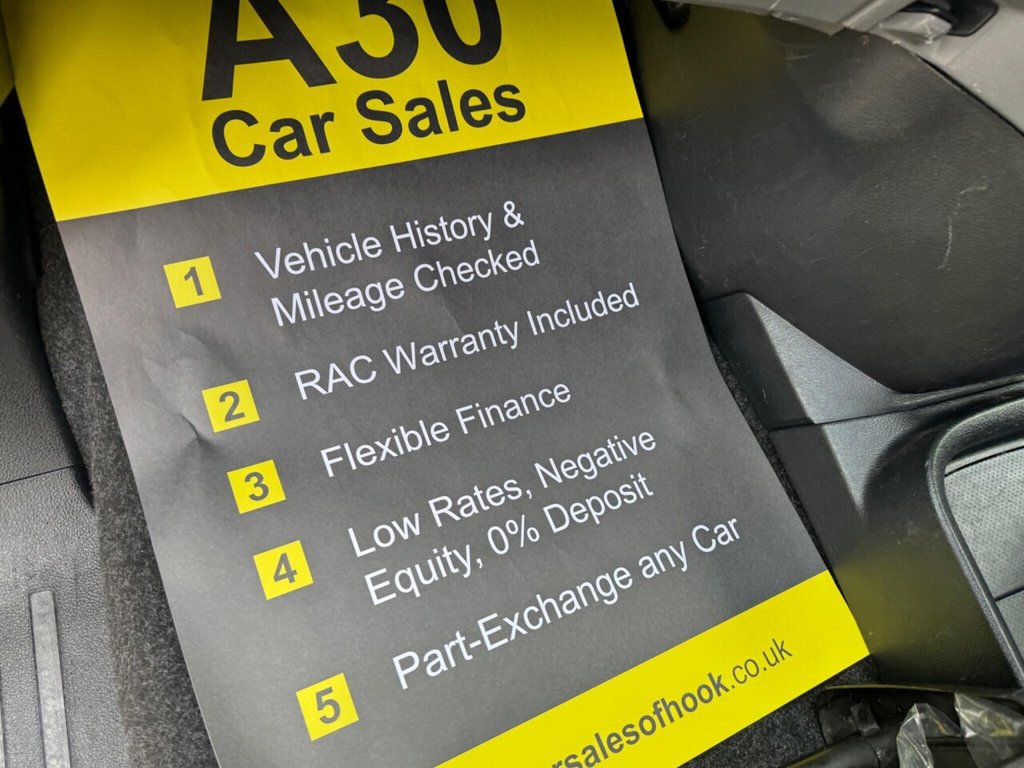 A30
Car Sales
1 Vehicle History &
Mileage Checked
2 RAC Warranty Included
3 Flexible Finance
4 Low Rates, Negative
Equity, 0% Deposit
5 Part-Exchange any Car
rsalesofhook.co.uk